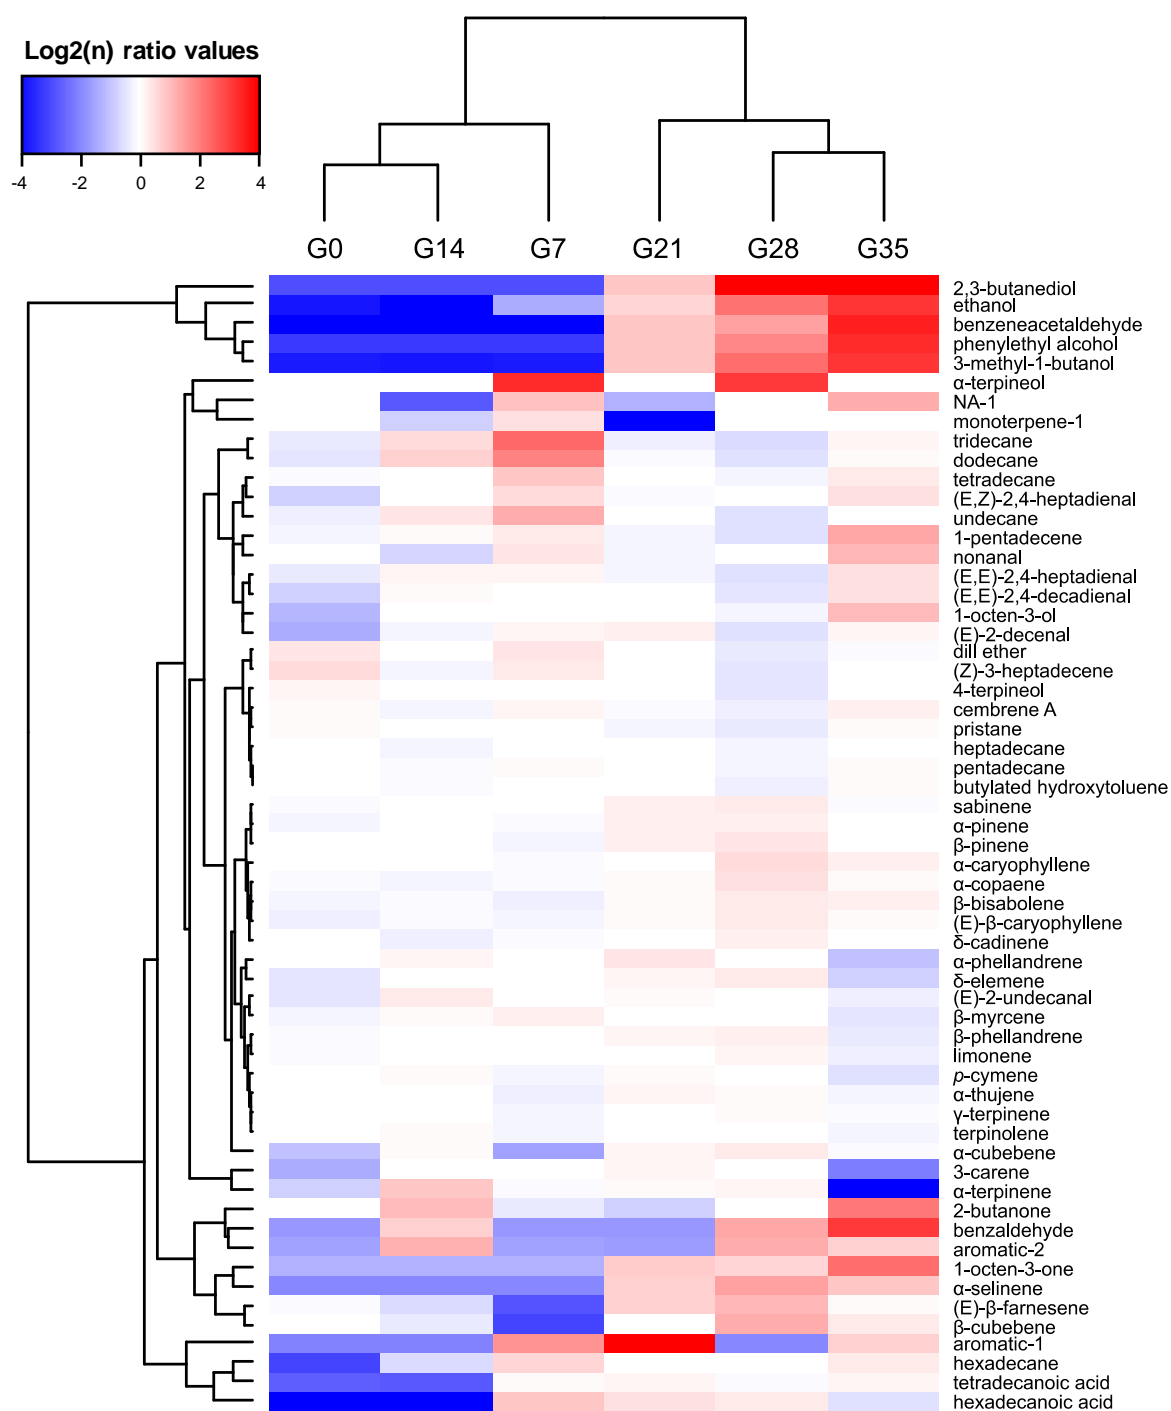 Log2(n) ratio values
-4 -2 0 2 4
G0 G14 G7 G21 G28 G35
2,3-butanediol
ethanol
benzeneacetaldehyde
phenylethyl alcohol
3-methyl-1-butanol
α-terpineol
NA-1
monoterpene-1
tridecane
dodecane
tetradecane
(E,Z)-2,4-heptadienal
undecane
1-pentadecene
nonanal
(E,E)-2,4-heptadienal
(E,E)-2,4-decadienal
1-octen-3-ol
(E)-2-decenal
dill ether
(Z)-3-heptadecene
4-terpineol
cembrene A
pristane
heptadecane
pentadecane
butylated hydroxytoluene
sabinene
α-pinene
β-pinene
α-caryophyllene
α-copaene
β-bisabolene
(E)-β-caryophyllene
δ-cadinene
α-phellandrene
δ-elemene
(E)-2-undecanal
β-myrcene
β-phellandrene
limonene
p-cymene
α-thujene
γ-terpinene
terpinolene
α-cubebene
3-carene
α-terpinene
2-butanone
benzaldehyde
aromatic-2
1-octen-3-one
α-selinene
(E)-β-farnesene
β-cubebene
aromatic-1
hexadecane
tetradecanoic acid
hexadecanoic acid